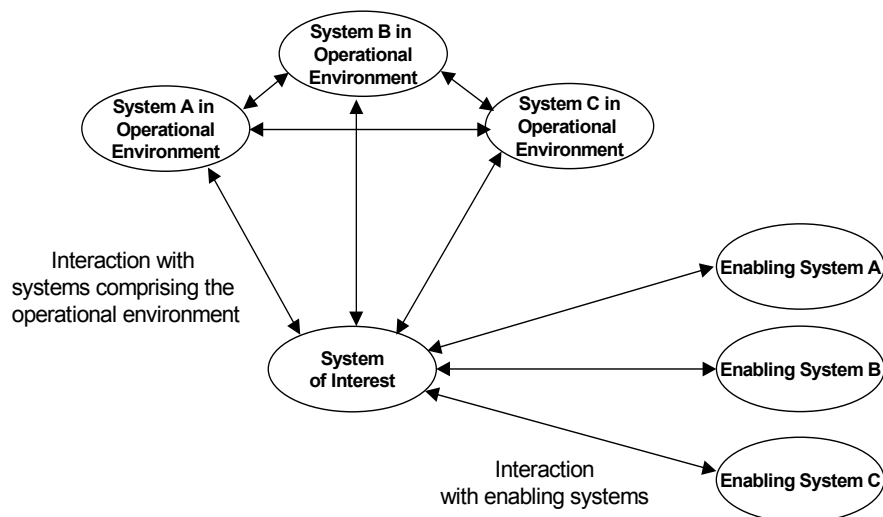 System B in
Operational
Environment
System A in
Operational
Environment
System C in
Operational
Environment
Interaction with
systems comprising the
operational environment
Enabling System A
System
of Interest
Enabling System B
Interaction
with enabling systems
Enabling System C